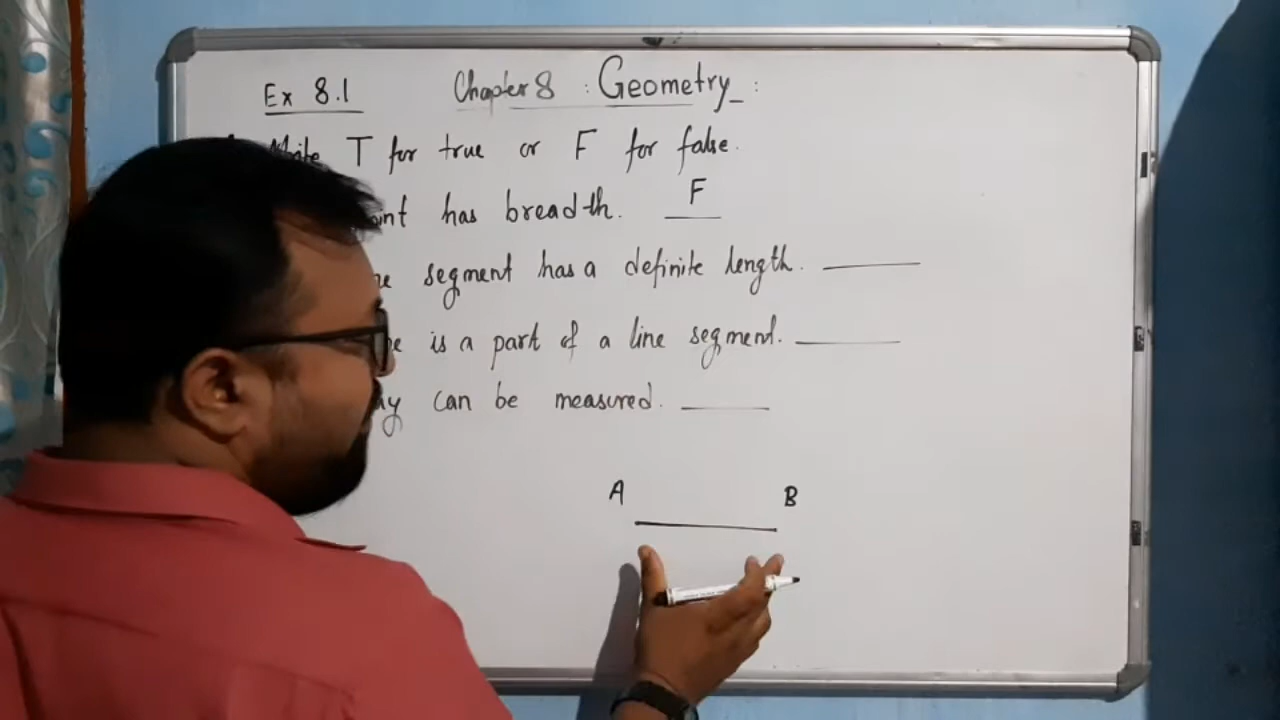 Ex 8.1 Chapter 8 : Geometry :
Write T for true or F for false.
has breadth. F
segment has a definite length.
is a part of a line segment.
can be measured.
A B